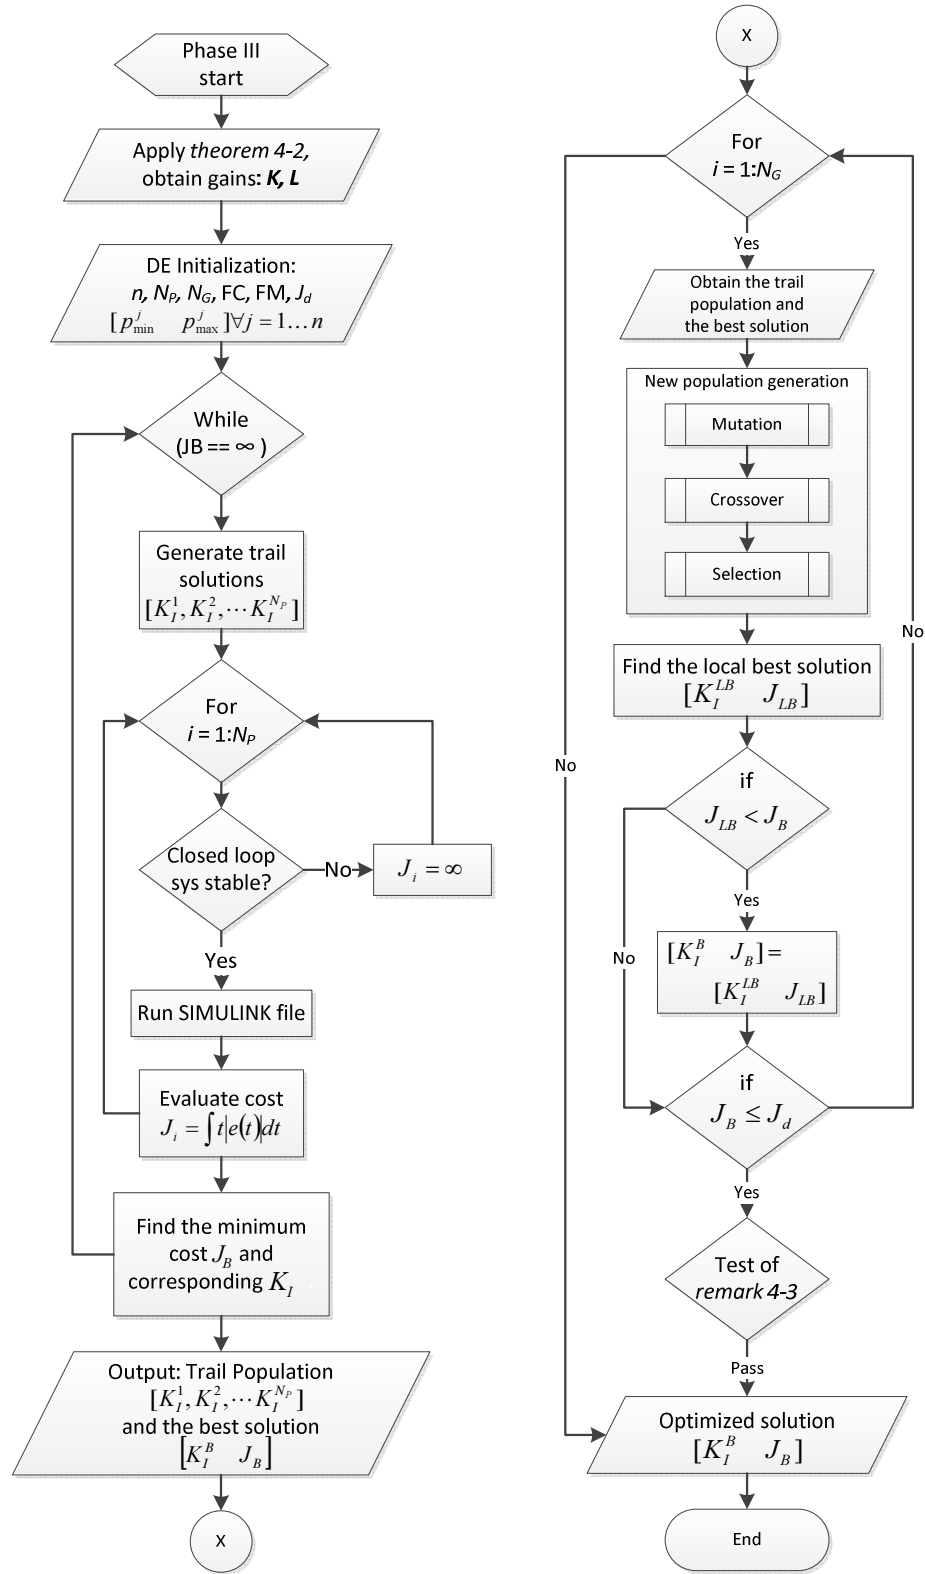 Phase III
start
Apply theorem 4-2,
obtain gains: K, L
DE Initialization:
n, N_P, N_G, FC, FM, J_d
[p^j_min p^j_max]∀j = 1…n
While
(JB == ∞ )
Generate trail
solutions
[K_I^1, K_I^2, ⋯K_I^{N_P}]
For
i = 1:N_P
Closed loop
sys stable?
No
J_i = ∞
Yes
Run SIMULINK file
Evaluate cost
J_i = ∫t|e(t)|dt
Find the minimum
cost J_B and
corresponding K_I
Output: Trail Population
[K_I^1, K_I^2, ⋯K_I^{N_P}]
and the best solution
[K_I^B J_B]
X
X
For
i = 1:N_G
Yes
Obtain the trail
population and
the best solution
New population generation
Mutation
Crossover
Selection
No
Find the local best solution
[K_I^{LB} J_{LB}]
No
if
J_{LB} < J_B
Yes
No
[K_I^B J_B]=
[K_I^{LB} J_{LB}]
if
J_B ≤ J_d
Yes
Test of
remark 4-3
Pass
Optimized solution
[K_I^B J_B]
End